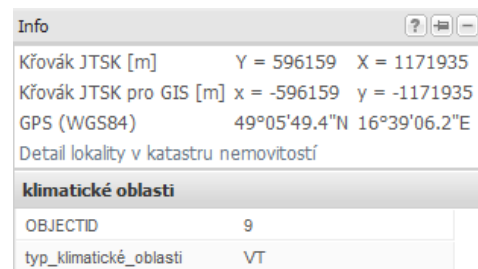 Info ? −
Křovák JTSK [m] Y = 596159 X = 1171935
Křovák JTSK pro GIS [m] x = -596159 y = -1171935
GPS (WGS84) 49°05'49.4"N 16°39'06.2"E
Detail lokality v katastru nemovitostí
klimatické oblasti
OBJECTID 9
typ_klimatické_oblasti VT